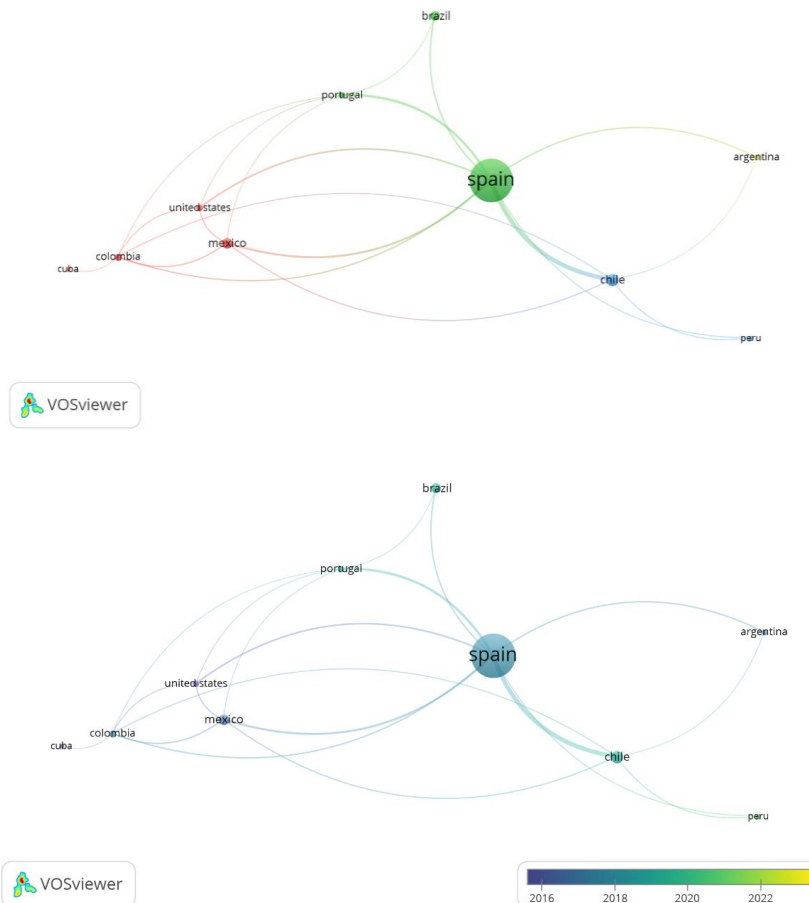 brazil
portugal
argentina
spain
united states
mexico
colombia
cuba
chile
peru
VOSviewer
brazil
portugal
argentina
spain
united states
mexico
colombia
cuba
chile
peru
VOSviewer
2016 2018 2020 2022